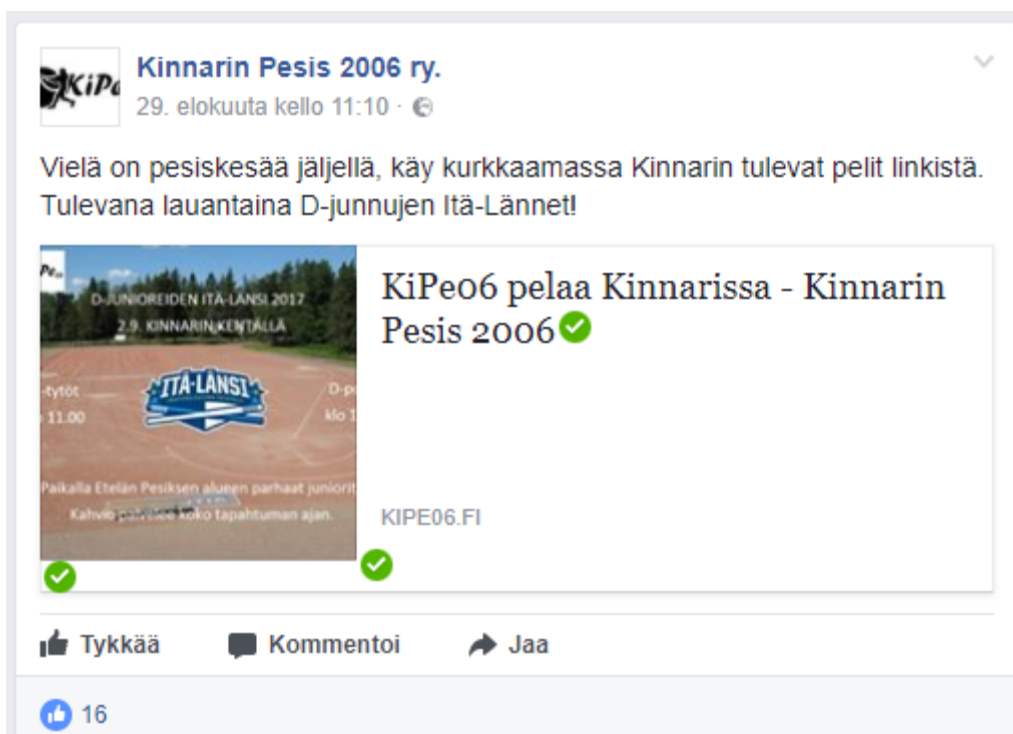 KiPe
Kinnarin Pesis 2006 ry.
29. elokuuta kello 11:10 ·
Vielä on pesiskesää jäljellä, käy kurkkaamassa Kinnarin tulevat pelit linkistä.
Tulevana lauantaina D-junnujen Itä-Lännet!
Pe
D-JUNIOREIDEN ITÄ-LÄNSI 2017
2.9. KINNARIN KENTÄLLÄ
-tytöt
11.00
ITÄ-LÄNSI
D-p
klo 1
Paikalla Etelän Pesiksen alueen parhaat juniorit
Kahvio palvelee koko tapahtuman ajan.
KiPe06 pelaa Kinnarissa - Kinnarin
Pesis 2006
KIPE06.FI
Tykkää Kommentoi Jaa
16